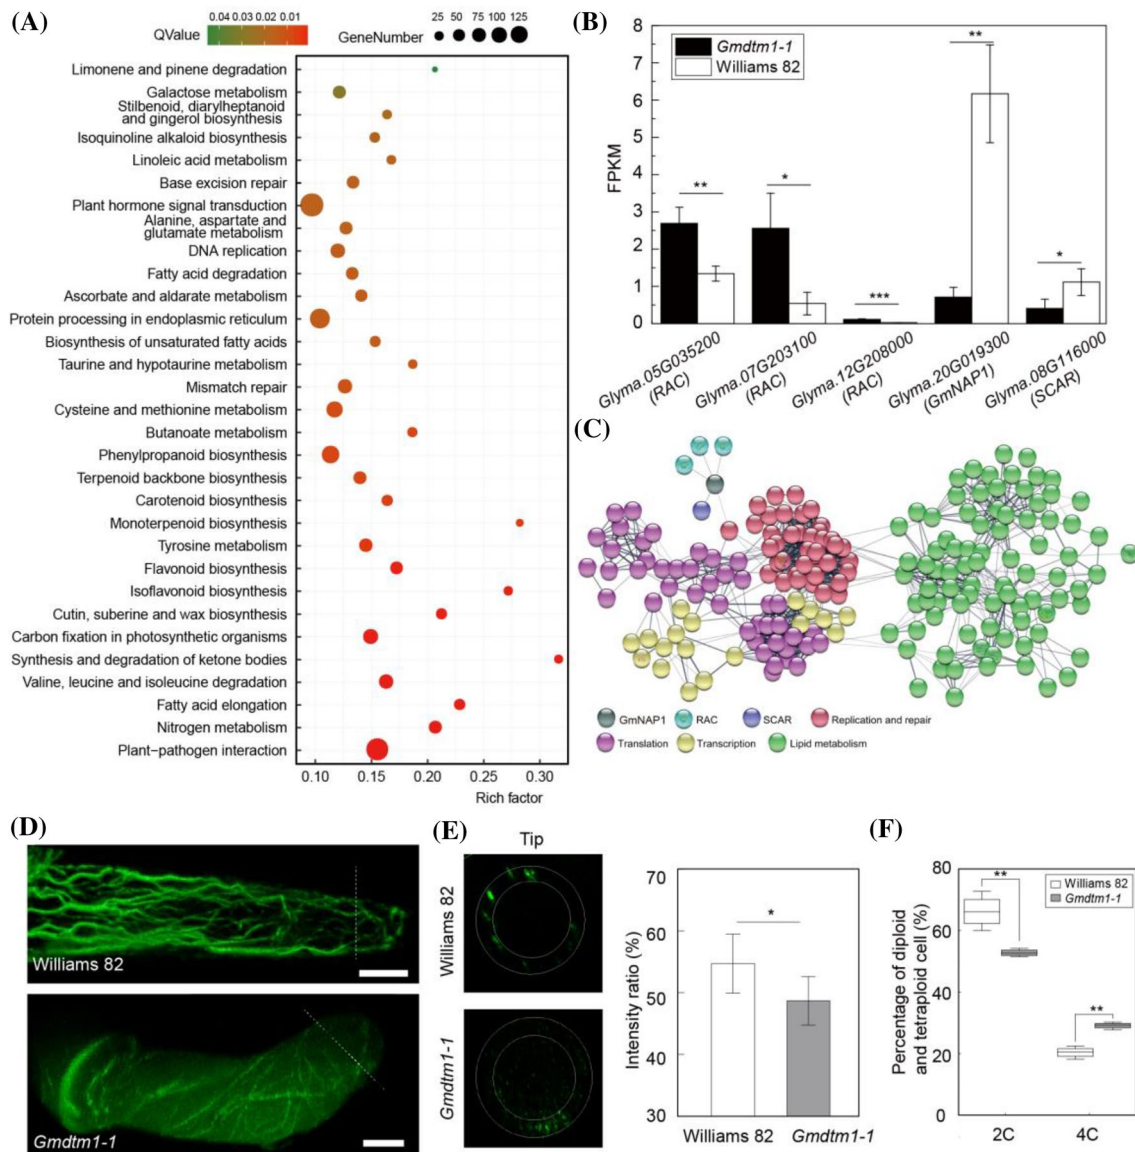 (A)
0.04 0.03 0.02 0.01
QValue
25 50 75 100 125
GeneNumber
Limonene and pinene degradation
Galactose metabolism
Stilbenoid, diarylheptanoid
and gingerol biosynthesis
Isoquinoline alkaloid biosynthesis
Linoleic acid metabolism
Base excision repair
Plant hormone signal transduction
Alanine, aspartate and
glutamate metabolism
DNA replication
Fatty acid degradation
Ascorbate and aldarate metabolism
Protein processing in endoplasmic reticulum
Biosynthesis of unsaturated fatty acids
Taurine and hypotaurine metabolism
Mismatch repair
Cysteine and methionine metabolism
Butanoate metabolism
Phenylpropanoid biosynthesis
Terpenoid backbone biosynthesis
Carotenoid biosynthesis
Monoterpenoid biosynthesis
Tyrosine metabolism
Flavonoid biosynthesis
Isoflavonoid biosynthesis
Cutin, suberine and wax biosynthesis
Carbon fixation in photosynthetic organisms
Synthesis and degradation of ketone bodies
Valine, leucine and isoleucine degradation
Fatty acid elongation
Nitrogen metabolism
Plant−pathogen interaction
0.10 0.15 0.20 0.25 0.30
Rich factor
(B)
8
7
6
5
4
3
2
1
0
FPKM
Gmdtm1-1
Williams 82
**
*
***
**
*
Glyma.05G035200
(RAC)
Glyma.07G203100
(RAC)
Glyma.12G208000
(RAC)
Glyma.20G019300
(GmNAP1)
Glyma.08G116000
(SCAR)
(C)
GmNAP1
RAC
SCAR
Replication and repair
Translation
Transcription
Lipid metabolism
(D)
Williams 82
Gmdtm1-1
(E)
Tip
Williams 82
Gmdtm1-1
70
60
50
40
30
Intensity ratio (%)
*
Williams 82 Gmdtm1-1
(F)
80
60
40
20
0
Percentage of diploid
and tetraploid cell (%)
Williams 82
Gmdtm1-1
**
**
2C 4C